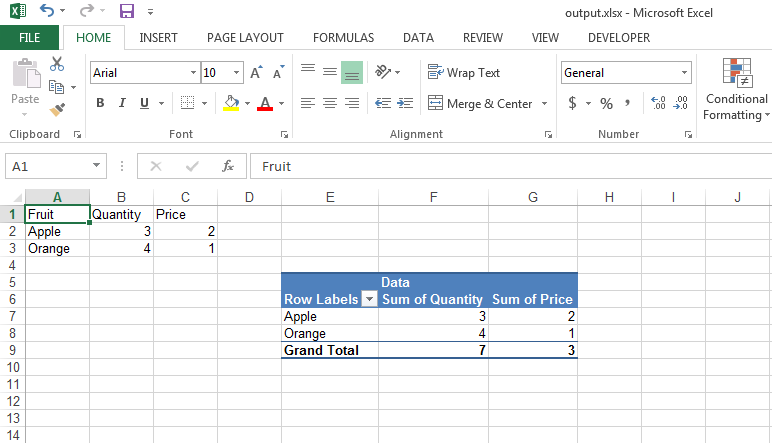 output.xlsx - Microsoft Excel
FILE HOME INSERT PAGE LAYOUT FORMULAS DATA REVIEW VIEW DEVELOPER
Paste
Arial 10 A A
B I U A
Wrap Text
Merge & Center
General
$ % , .0 .00 .00 .0
Conditional
Formatting
Clipboard Font Alignment Number
A1 fx Fruit
A B C D E F G H I J
1 Fruit Quantity Price
2 Apple 3 2
3 Orange 4 1
4
5 Data
6 Row Labels Sum of Quantity Sum of Price
7 Apple 3 2
8 Orange 4 1
9 Grand Total 7 3
10
11
12
13
14